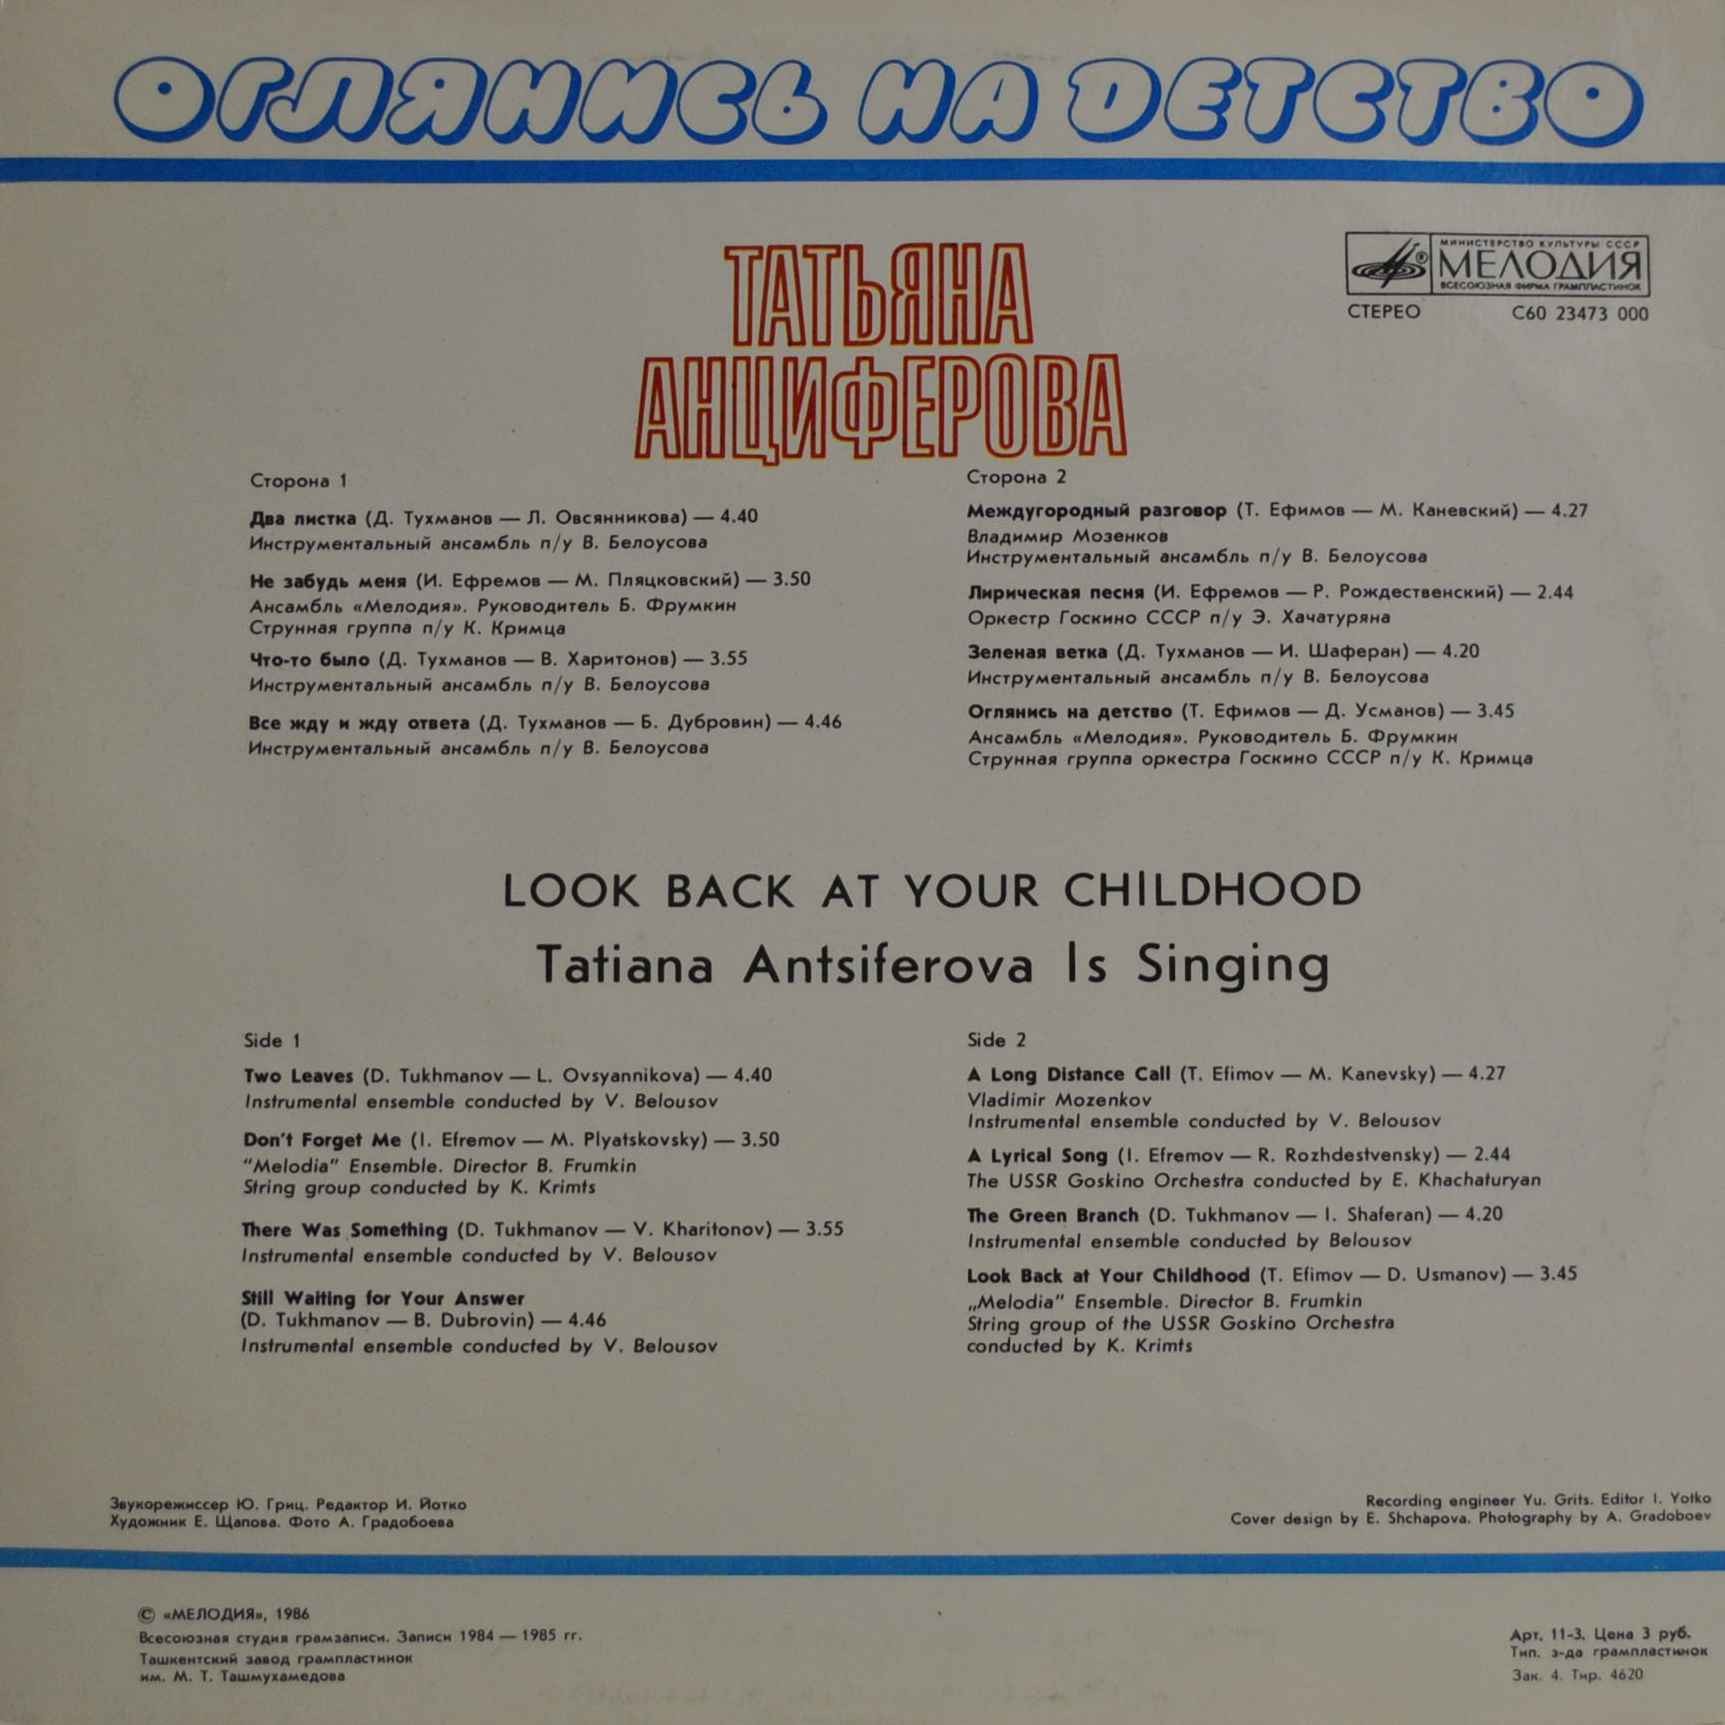 ОГЛЯНИСЬ НА ДЕТСТВО
ТАТЬЯНА
АНЦИФЕРОВА
МИНИСТЕРСТВО КУЛЬТУРЫ СССР
® МЕЛОДИЯ
ВСЕСОЮЗНАЯ ФИРМА ГРАМПЛАСТИНОК
СТЕРЕО С60 23473 000
Сторона 1
Два листка (Д. Тухманов — Л. Овсянникова) — 4.40
Инструментальный ансамбль п/у В. Белоусова
Не забудь меня (И. Ефремов — М. Пляцковский) — 3.50
Ансамбль «Мелодия». Руководитель Б. Фрумкин
Струнная группа п/у К. Кримца
Что-то было (Д. Тухманов — В. Харитонов) — 3.55
Инструментальный ансамбль п/у В. Белоусова
Все жду и жду ответа (Д. Тухманов — Б. Дубровин) — 4.46
Инструментальный ансамбль п/у В. Белоусова
Сторона 2
Междугородный разговор (Т. Ефимов — М. Каневский) — 4.27
Владимир Мозенков
Инструментальный ансамбль п/у В. Белоусова
Лирическая песня (И. Ефремов — Р. Рождественский) — 2.44
Оркестр Госкино СССР п/у Э. Хачатуряна
Зеленая ветка (Д. Тухманов — И. Шаферан) — 4.20
Инструментальный ансамбль п/у В. Белоусова
Оглянись на детство (Т. Ефимов — Д. Усманов) — 3.45
Ансамбль «Мелодия». Руководитель Б. Фрумкин
Струнная группа оркестра Госкино СССР п/у К. Кримца
LOOK BACK AT YOUR CHILDHOOD
Tatiana Antsiferova Is Singing
Side 1
Two Leaves (D. Tukhmanov — L. Ovsyannikova) — 4.40
Instrumental ensemble conducted by V. Belousov
Don't Forget Me (I. Efremov — M. Plyatskovsky) — 3.50
"Melodia" Ensemble. Director B. Frumkin
String group conducted by K. Krimts
There Was Something (D. Tukhmanov — V. Kharitonov) — 3.55
Instrumental ensemble conducted by V. Belousov
Still Waiting for Your Answer
(D. Tukhmanov — B. Dubrovin) — 4.46
Instrumental ensemble conducted by V. Belousov
Side 2
A Long Distance Call (T. Efimov — M. Kanevsky) — 4.27
Vladimir Mozenkov
Instrumental ensemble conducted by V. Belousov
A Lyrical Song (I. Efremov — R. Rozhdestvensky) — 2.44
The USSR Goskino Orchestra conducted by E. Khachaturyan
The Green Branch (D. Tukhmanov — I. Shaferan) — 4.20
Instrumental ensemble conducted by Belousov
Look Back at Your Childhood (T. Efimov — D. Usmanov) — 3.45
„Melodia" Ensemble. Director B. Frumkin
String group of the USSR Goskino Orchestra
conducted by K. Krimts
Звукорежиссер Ю. Гриц. Редактор И. Йотко
Художник Е. Щапова. Фото А. Градобоева
Recording engineer Yu. Grits. Editor I. Yotko
Cover design by E. Shchapova. Photography by A. Gradoboev
© «МЕЛОДИЯ», 1986
Всесоюзная студия грамзаписи. Записи 1984 — 1985 гг.
Ташкентский завод грампластинок
им. М. Т. Ташмухамедова
Арт. 11-3. Цена 3 руб.
Тип. з-да грампластинок
Зак. 4. Тир. 4620